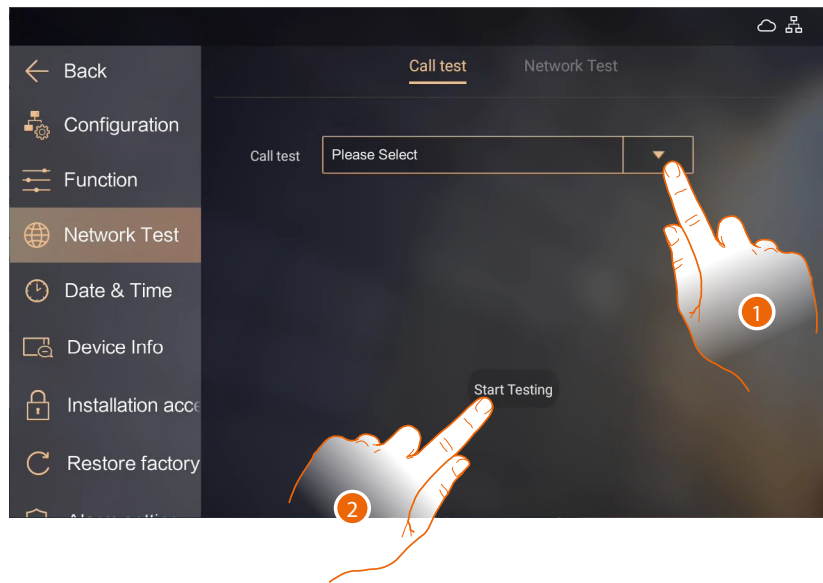 Back
Call test
Network Test
Configuration
Call test
Please Select
Function
Network Test
Date & Time
1
Device Info
Start Testing
Installation acce
Restore factory
2